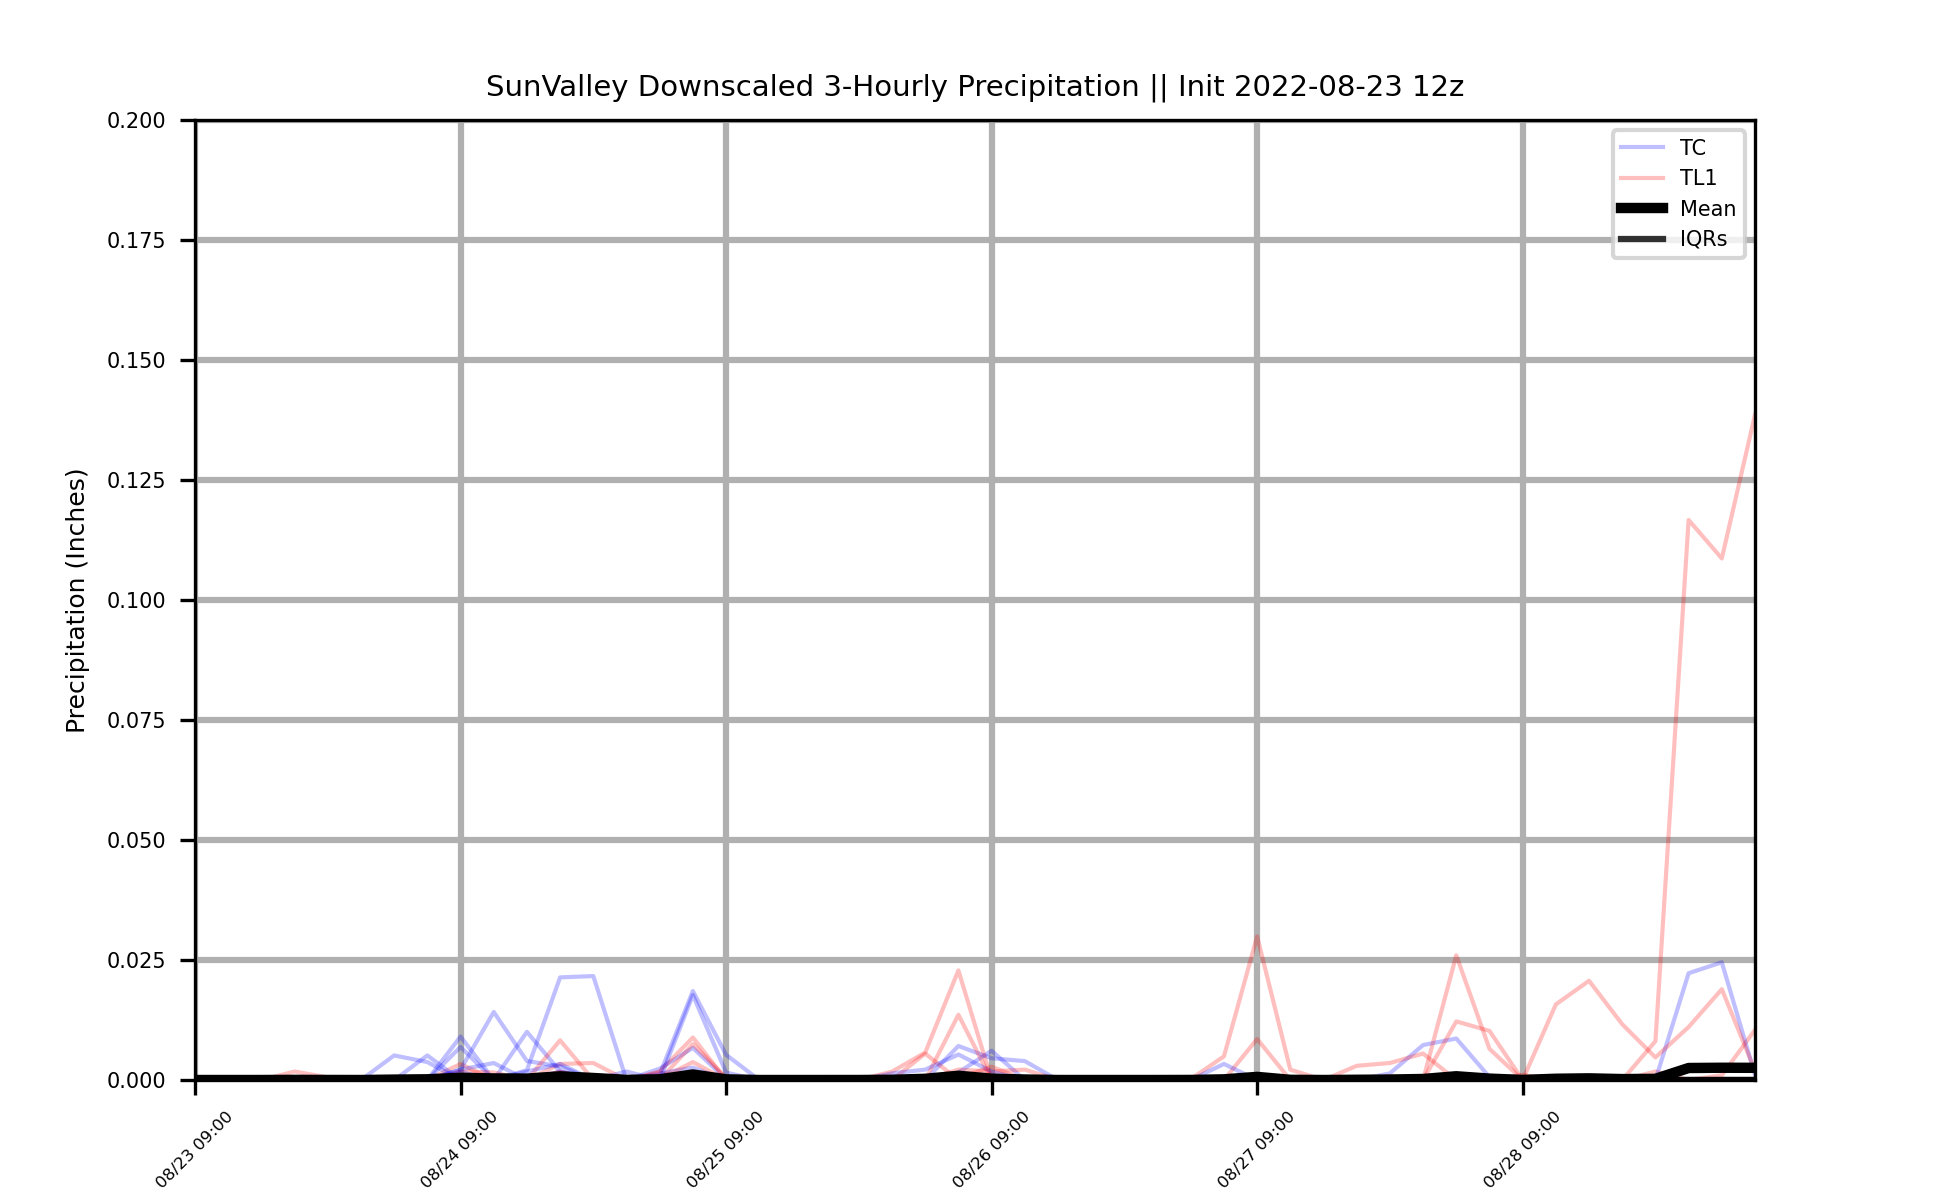 SunValley Downscaled 3-Hourly Precipitation || Init 2022-08-23 12z
Precipitation (Inches)
0.200
0.175
0.150
0.125
0.100
0.075
0.050
0.025
0.000
TC
TL1
Mean
IQRs
08/23 09:00
08/24 09:00
08/25 09:00
08/26 09:00
08/27 09:00
08/28 09:00